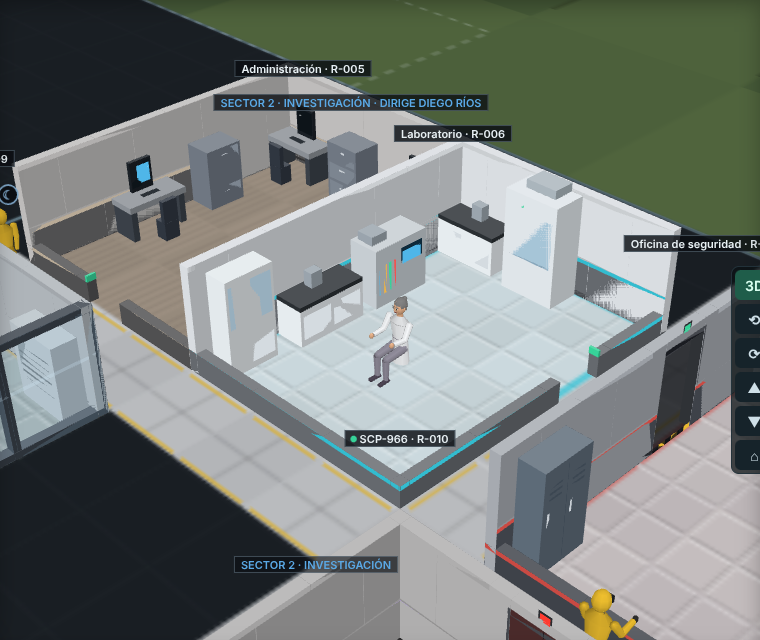 Administración · R-005
SECTOR 2 · INVESTIGACIÓN · DIRIGE DIEGO RÍOS
Laboratorio · R-006
9
Oficina de seguridad · R-
3D
SCP-966 · R-010
SECTOR 2 · INVESTIGACIÓN